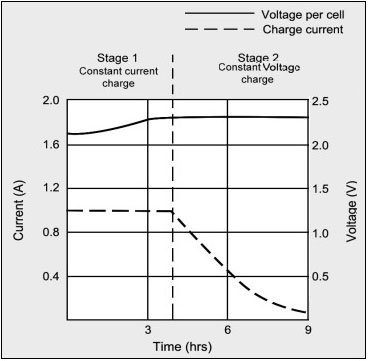 Voltage per cell
Charge current
Stage 1
Constant current
charge
Stage 2
Constant Voltage
charge
2.0
1.6
1.2
0.8
0.4
Current (A)
2.5
2.0
1.5
1.0
0.5
Voltage (V)
3
6
9
Time (hrs)